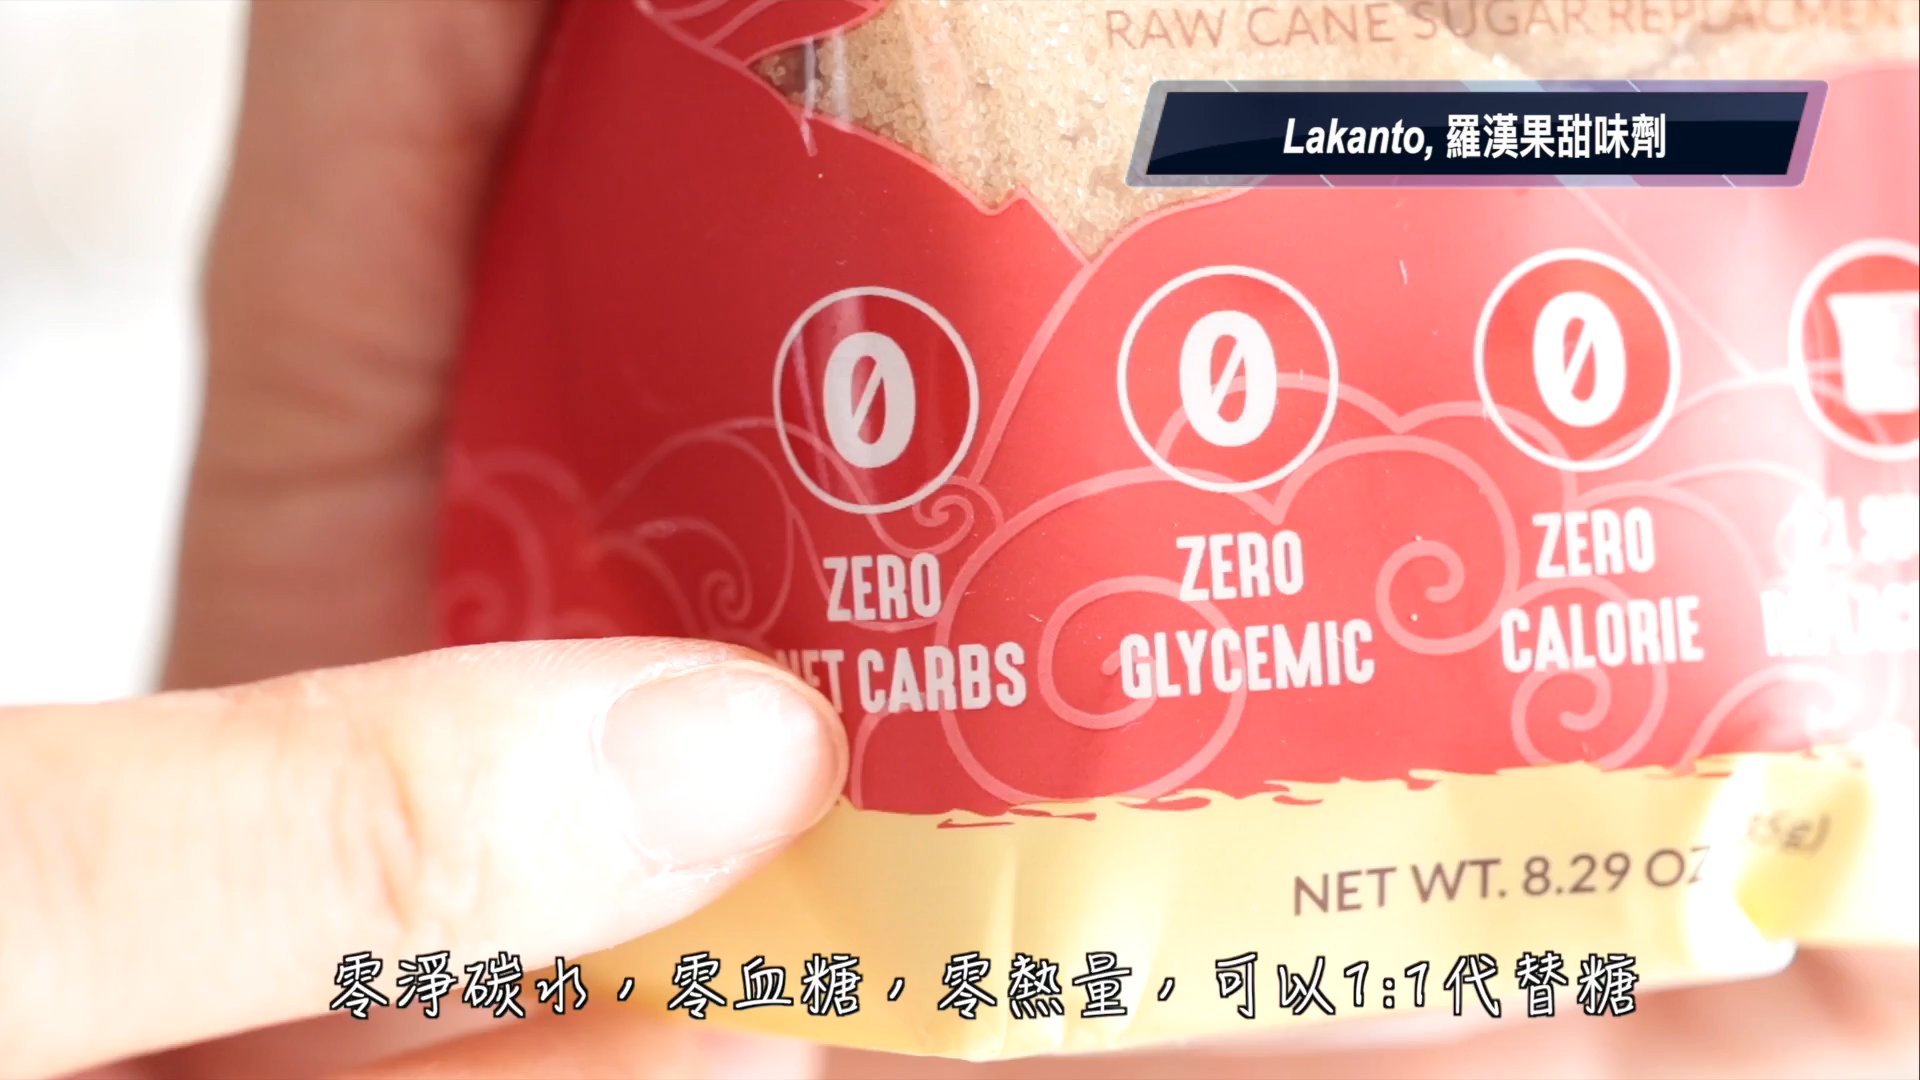 RAW CANE SUGAR REPLACMEN
Lakanto, 羅漢果甜味劑
0 0 0
ZERO
NET CARBS
ZERO
GLYCEMIC
ZERO
CALORIE
NET WT. 8.29 OZ
零淨碳水，零血糖，零熱量，可以1:1代替糖